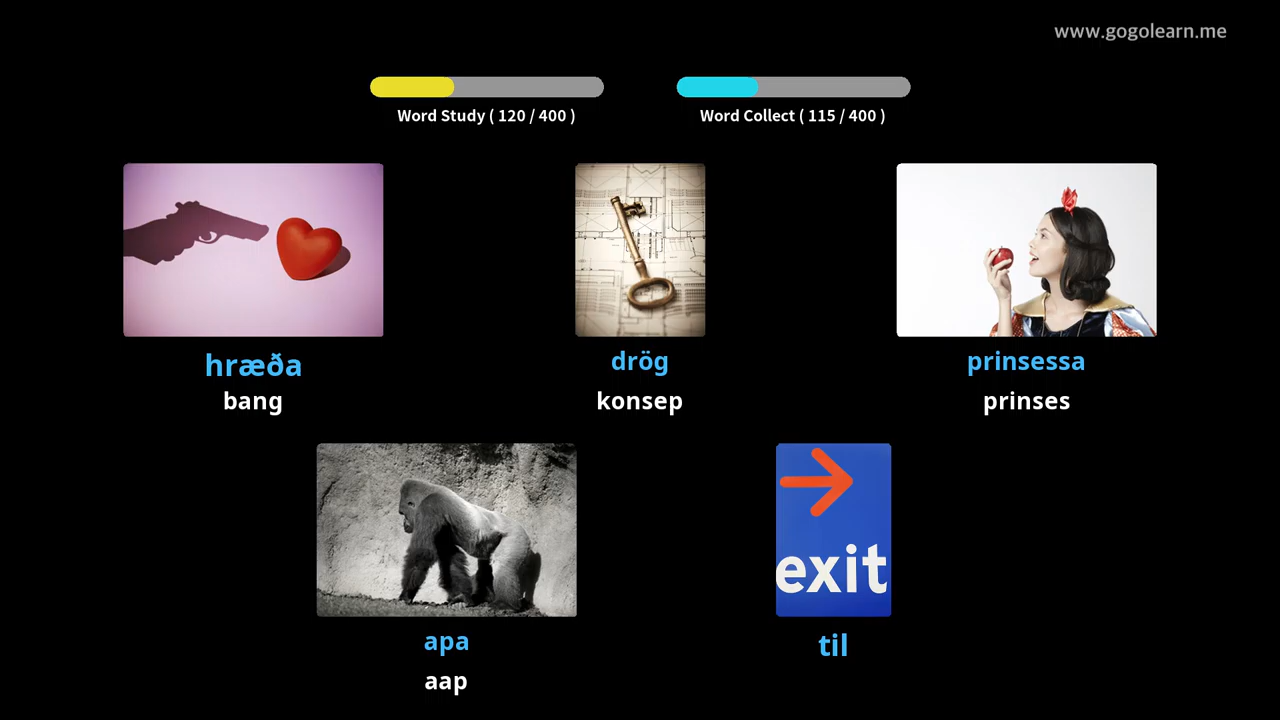 www.gogolearn.me
Word Study ( 120 / 400 )
Word Collect ( 115 / 400 )
hræða
bang
drög
konsep
prinsessa
prinses
apa
aap
exit
til